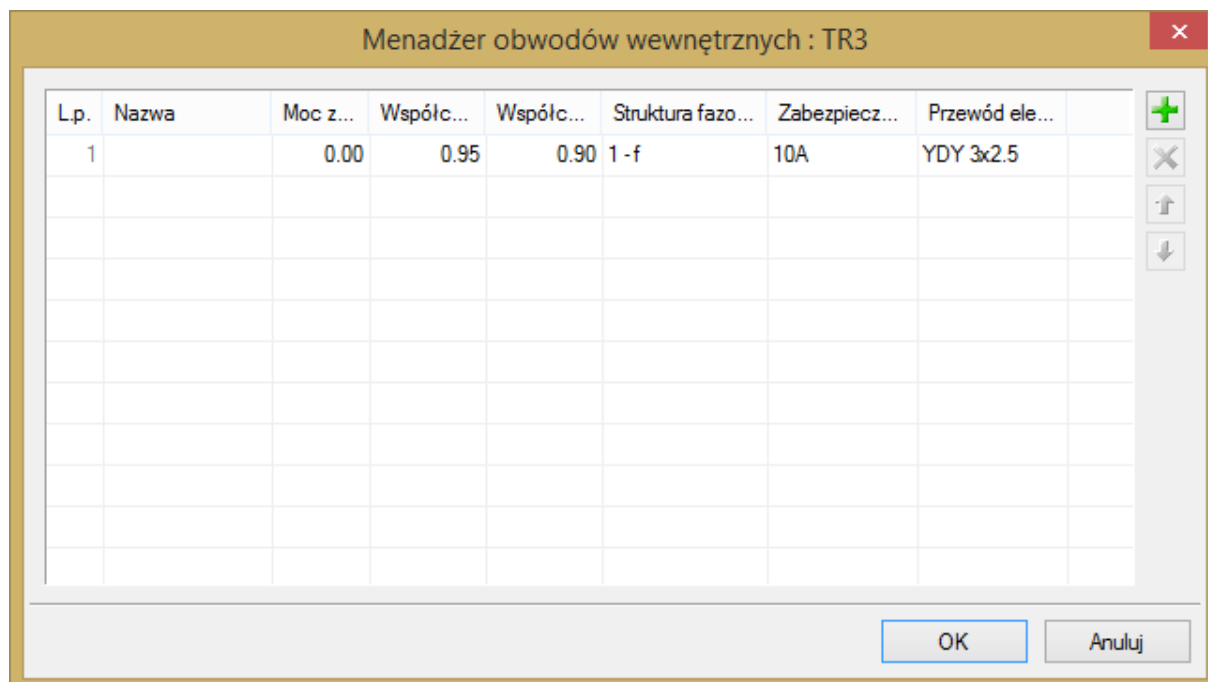 Menadżer obwodów wewnętrznych : TR3
L.p. Nazwa Moc z... Współc... Współc... Struktura fazo... Zabezpiecz... Przewód ele...
1 0.00 0.95 0.90 1 -f 10A YDY 3x2.5
OK Anuluj